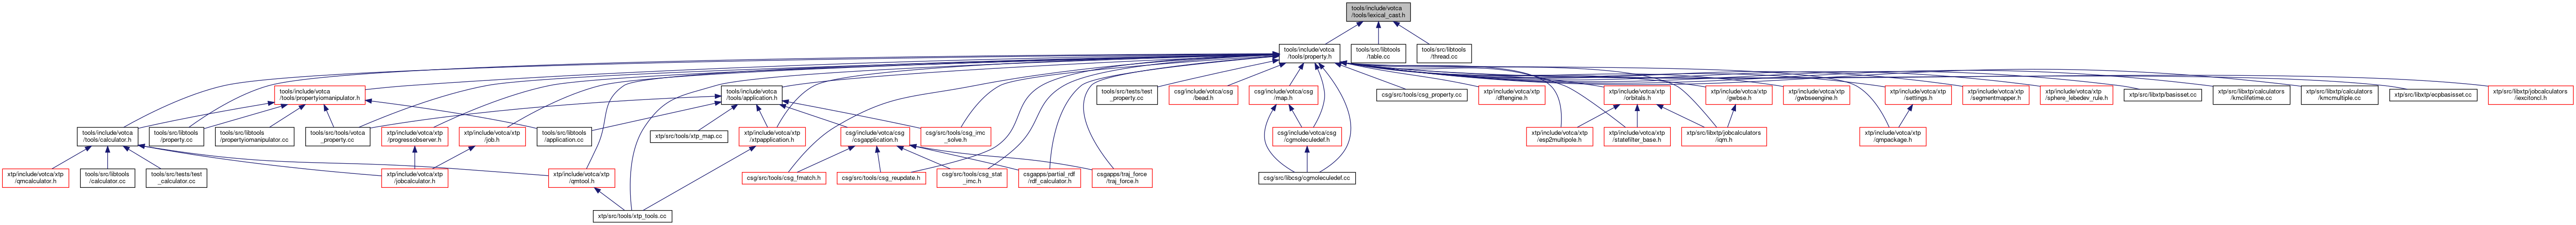 tools/include/votca
/tools/lexical_cast.h
tools/include/votca
/tools/property.h
tools/src/libtools
/table.cc
tools/src/libtools
/thread.cc
tools/include/votca
/tools/propertyiomanipulator.h
tools/include/votca
/tools/application.h
tools/src/tests/test
_property.cc
csg/include/votca/csg
/bead.h
csg/include/votca/csg
/map.h
csg/src/tools/csg_property.cc
xtp/include/votca/xtp
/dftengine.h
xtp/include/votca/xtp
/orbitals.h
xtp/include/votca/xtp
/gwbse.h
xtp/include/votca/xtp
/gwbseengine.h
xtp/include/votca/xtp
/settings.h
xtp/include/votca/xtp
/segmentmapper.h
xtp/include/votca/xtp
/sphere_lebedev_rule.h
xtp/src/libxtp/basisset.cc
xtp/src/libxtp/calculators
/kmclifetime.cc
xtp/src/libxtp/calculators
/kmcmultiple.cc
xtp/src/libxtp/ecpbasisset.cc
xtp/src/libxtp/jobcalculators
/iexcitoncl.h
tools/include/votca
/tools/calculator.h
tools/src/libtools
/property.cc
tools/src/libtools
/propertyiomanipulator.cc
tools/src/tools/votca
_property.cc
xtp/include/votca/xtp
/progressobserver.h
xtp/include/votca/xtp
/job.h
tools/src/libtools
/application.cc
xtp/src/tools/xtp_map.cc
xtp/include/votca/xtp
/xtpapplication.h
csg/include/votca/csg
/csgapplication.h
csg/src/tools/csg_imc
_solve.h
csg/include/votca/csg
/cgmoleculedef.h
xtp/include/votca/xtp
/esp2multipole.h
xtp/include/votca/xtp
/statefilter_base.h
xtp/src/libxtp/jobcalculators
/iqm.h
xtp/include/votca/xtp
/qmpackage.h
xtp/include/votca/xtp
/qmcalculator.h
tools/src/libtools
/calculator.cc
tools/src/tests/test
_calculator.cc
xtp/include/votca/xtp
/jobcalculator.h
xtp/include/votca/xtp
/qmtool.h
csg/src/tools/csg_fmatch.h
csg/src/tools/csg_reupdate.h
csg/src/tools/csg_stat
_imc.h
csgapps/partial_rdf
/rdf_calculator.h
csgapps/traj_force
/traj_force.h
csg/src/libcsg/cgmoleculedef.cc
xtp/src/tools/xtp_tools.cc